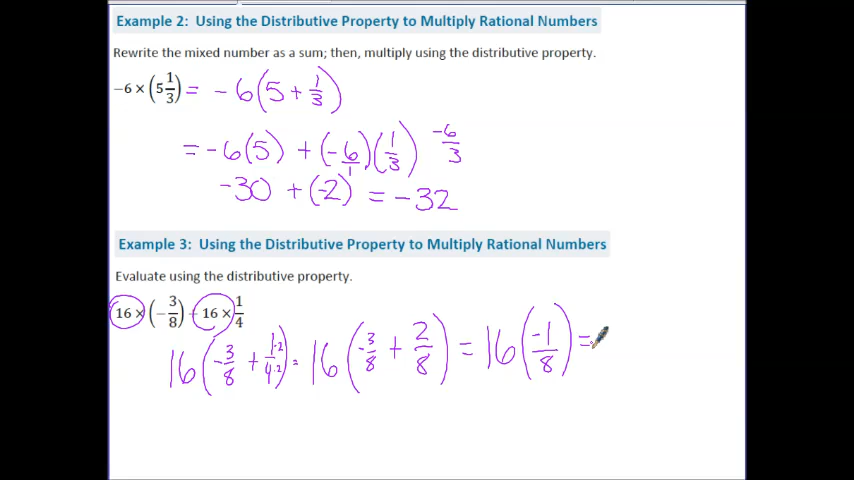 Example 2: Using the Distributive Property to Multiply Rational Numbers
Rewrite the mixed number as a sum; then, multiply using the distributive property.
−6 × (5 1/3) = -6(5 + 1/3)
= -6(5) + (-6/1)(1/3) -6/3
-30 + (-2) = -32
Example 3: Using the Distributive Property to Multiply Rational Numbers
Evaluate using the distributive property.
16 × (−3/8) + 16 × 1/4
16(-3/8 + 1·2/4·2) = 16(-3/8 + 2/8) = 16(-1/8) =